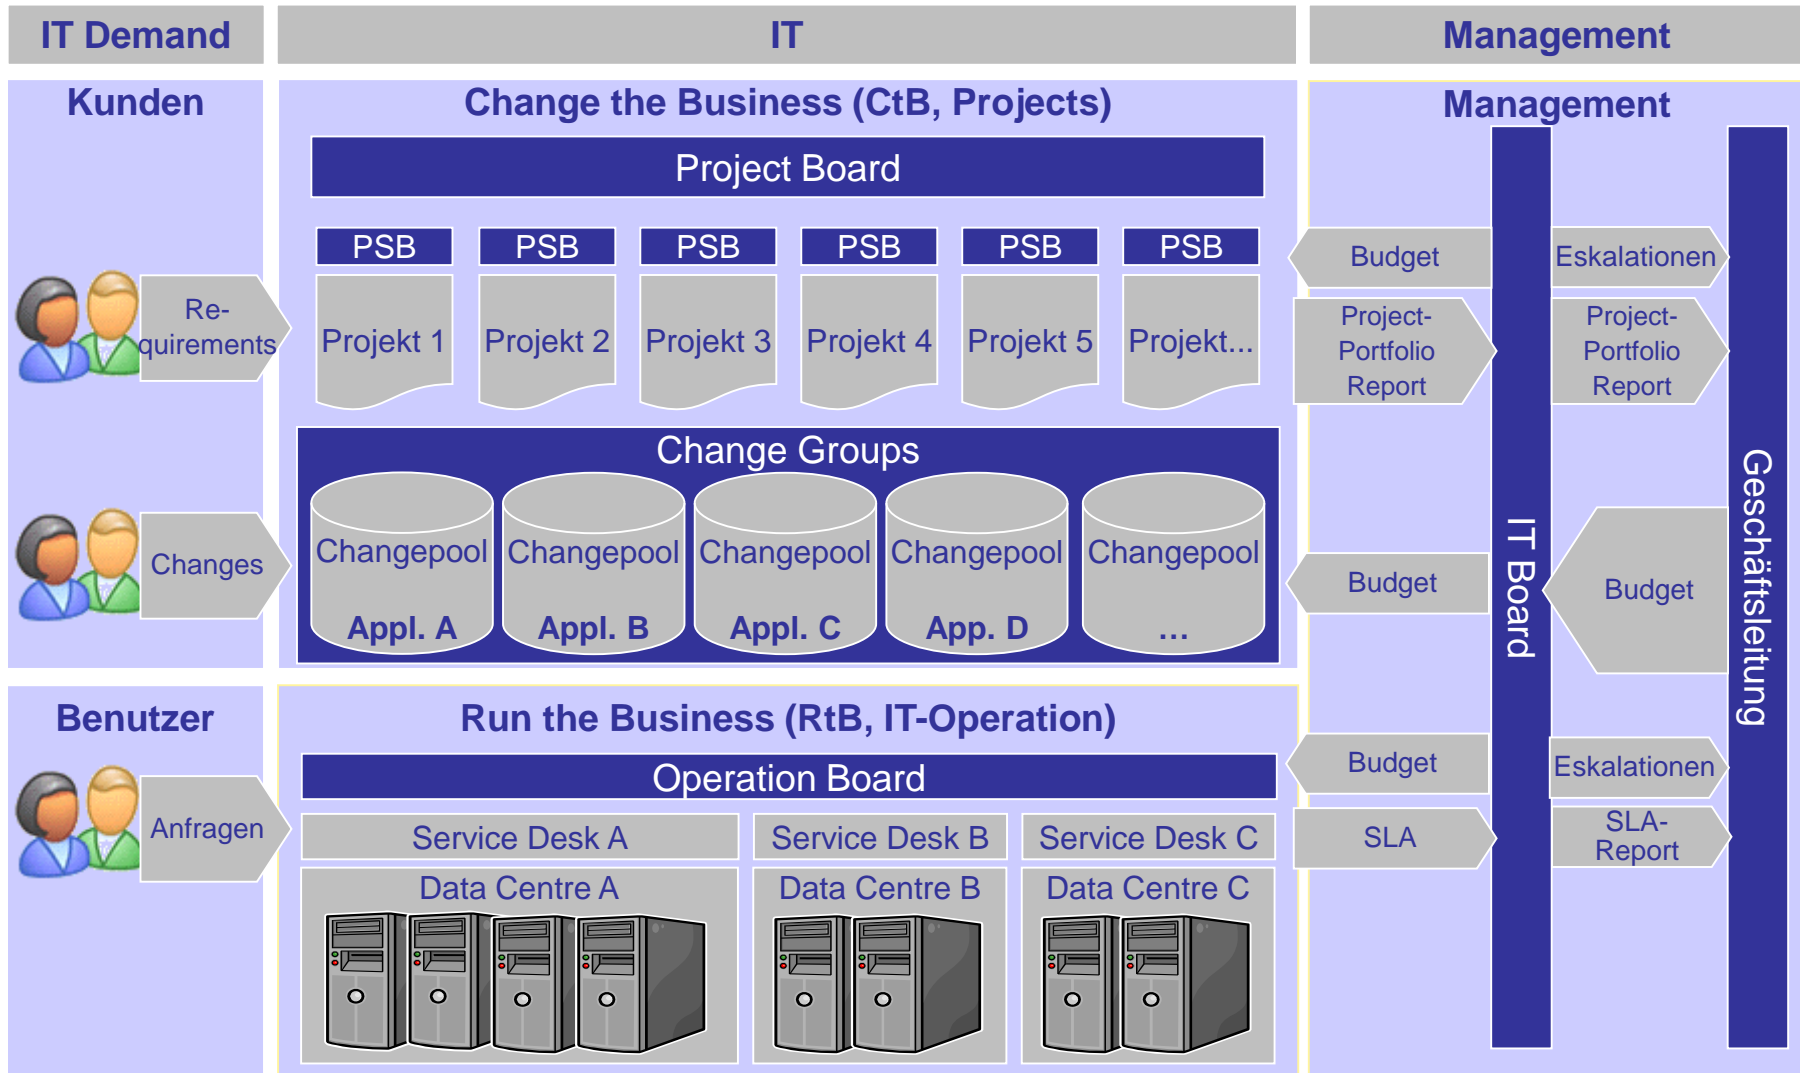 IT Demand
IT
Management
Kunden
Change the Business (CtB, Projects)
Management
Project Board
PSB
PSB
PSB
PSB
PSB
PSB
Re-
quirements
Projekt 1
Projekt 2
Projekt 3
Projekt 4
Projekt 5
Projekt...
Budget
Eskalationen
Project-
Portfolio
Report
Project-
Portfolio
Report
Change Groups
Changes
Changepool
Appl. A
Changepool
Appl. B
Changepool
Appl. C
Changepool
App. D
Changepool
...
Budget
IT Board
Budget
Geschäftsleitung
Benutzer
Run the Business (RtB, IT-Operation)
Operation Board
Anfragen
Service Desk A
Service Desk B
Service Desk C
Data Centre A
Data Centre B
Data Centre C
Budget
Eskalationen
SLA
SLA-
Report